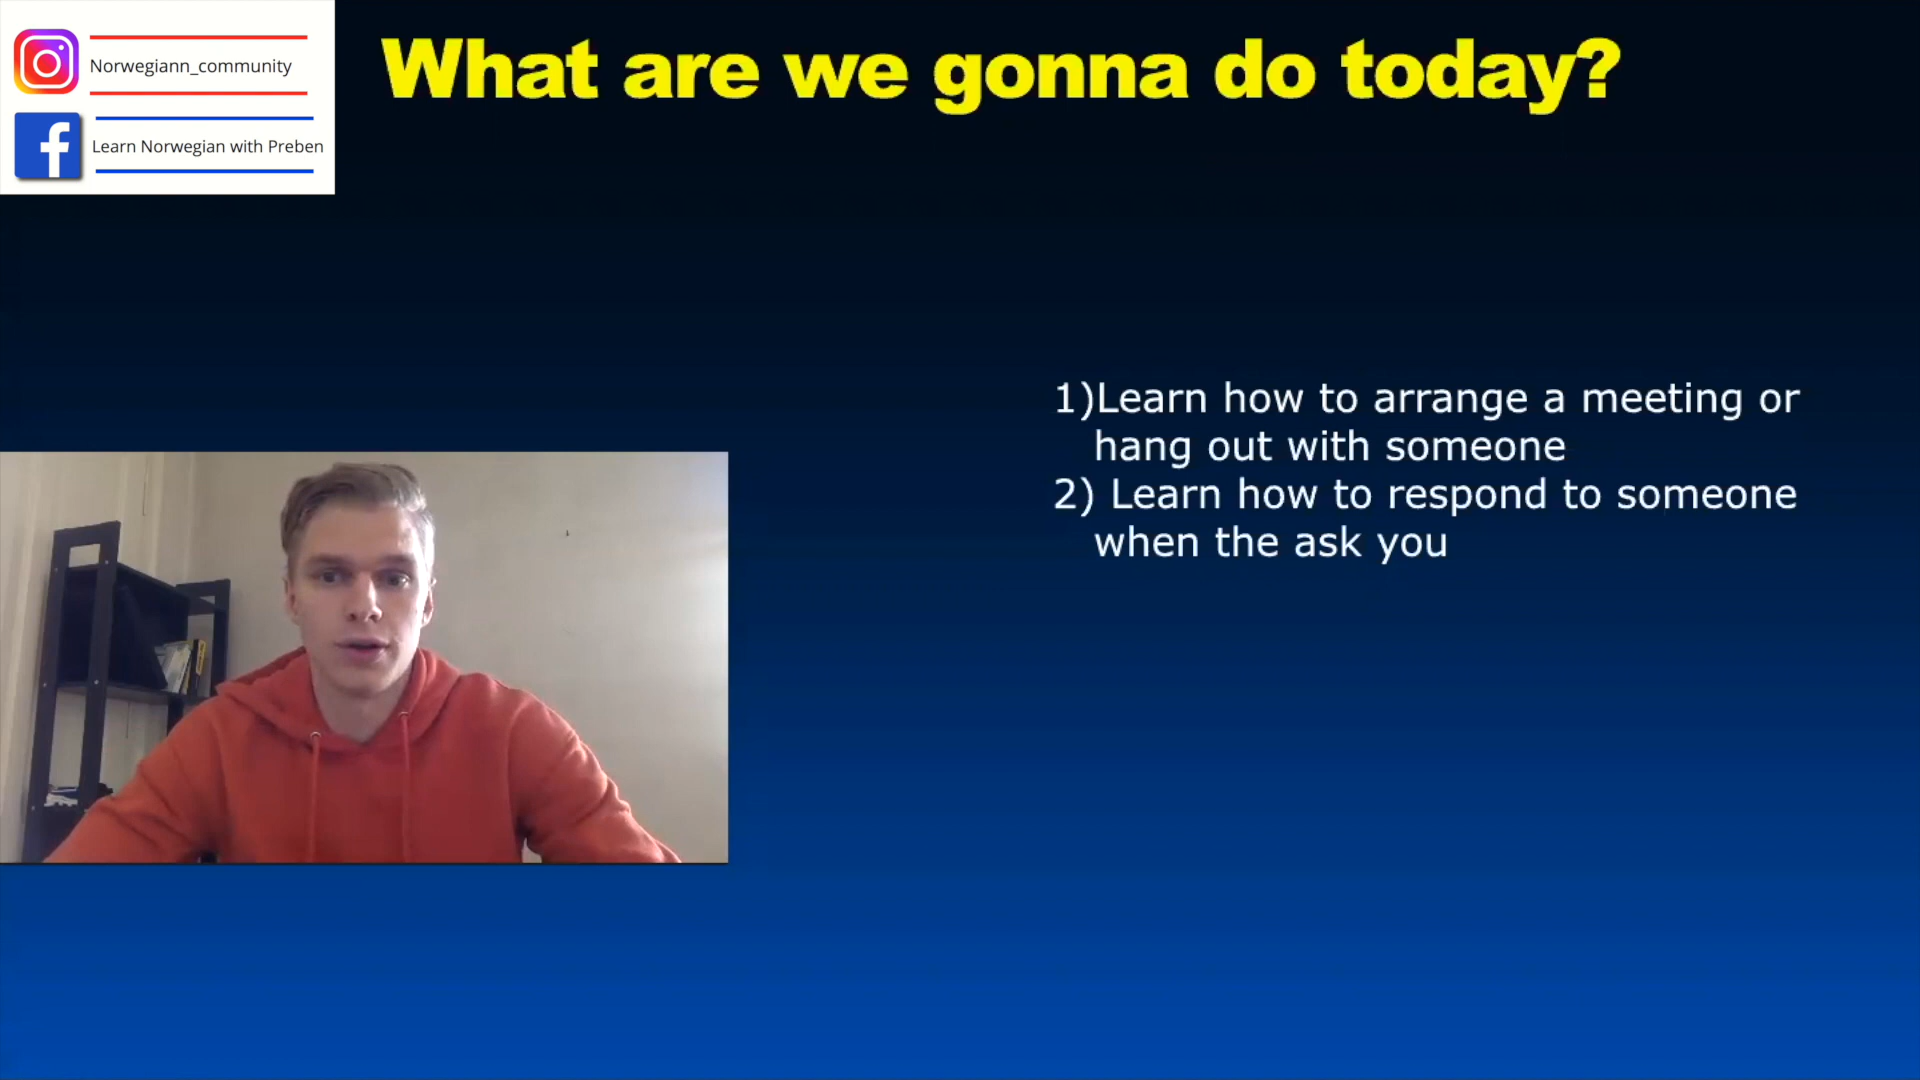 Norwegiann_community
Learn Norwegian with Preben
What are we gonna do today?
1)Learn how to arrange a meeting or
hang out with someone
2) Learn how to respond to someone
when the ask you